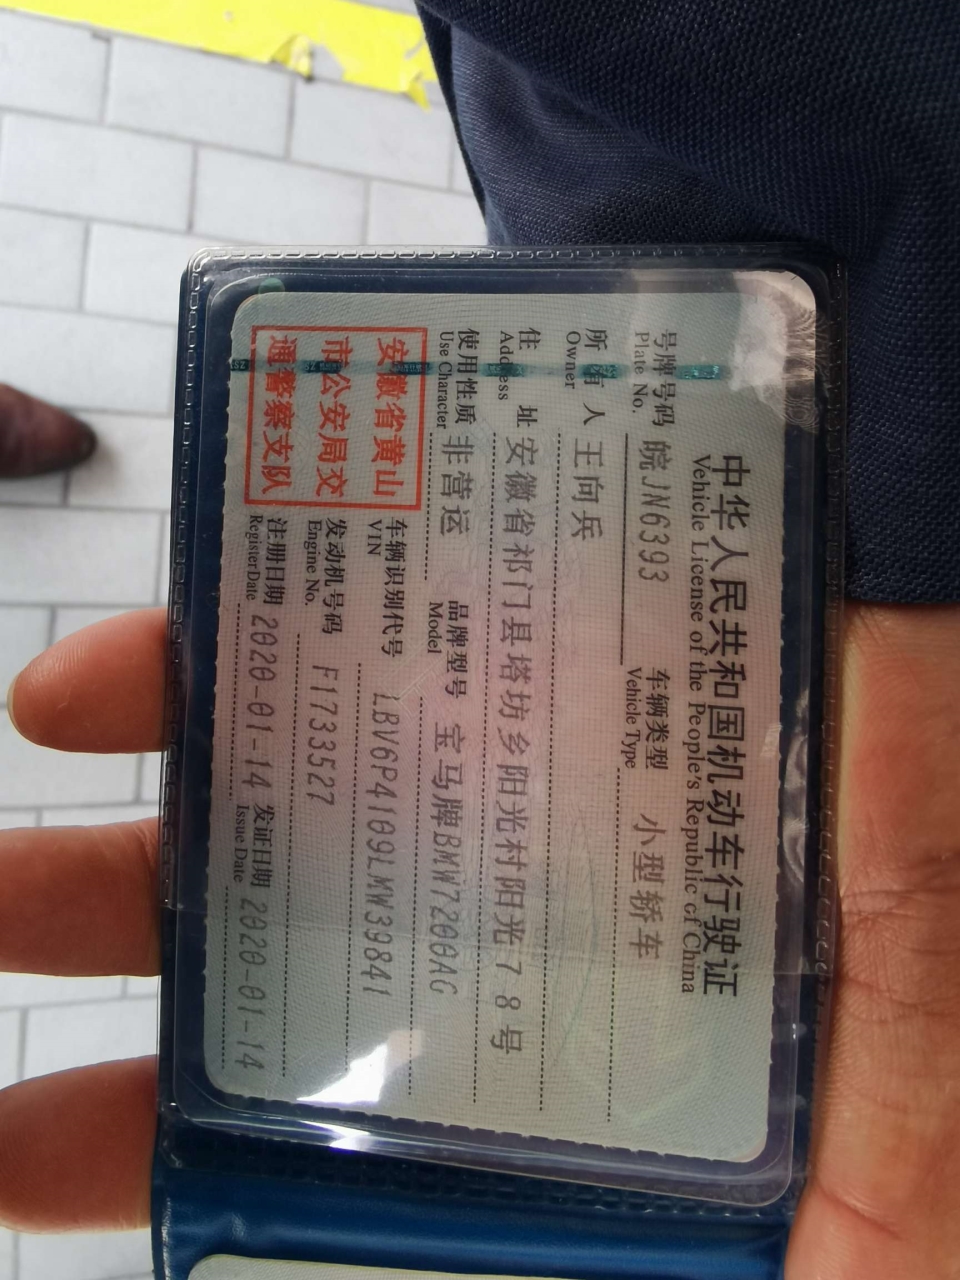 中华人民共和国机动车行驶证
Vehicle License of the People's Republic of China
号牌号码 皖JN6393 车辆类型 小型轿车
Plate No. Vehicle Type
所有人 王向兵
Owner
住址 安徽省祁门县塔坊乡阳光村阳光78号
Address
使用性质 非营运 品牌型号 宝马牌BMW7200AG
Use Character Model
安徽省黄山
市公安局交
通警察支队
车辆识别代号 LBV6P4109LMW39841
VIN
发动机号码 F1733527
Engine No.
注册日期 2020-01-14 发证日期 2020-01-14
RegisterDate Issue Date